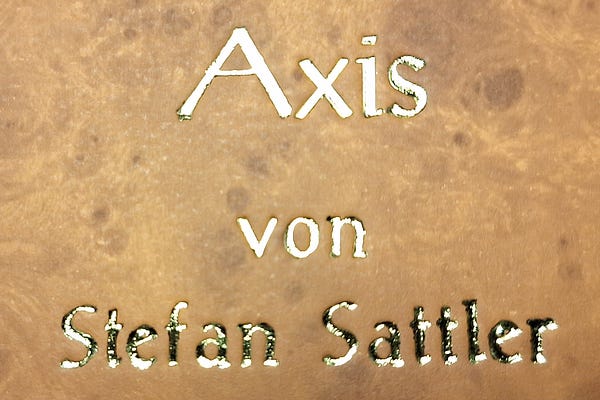 Axis
von
Stefan Sattler